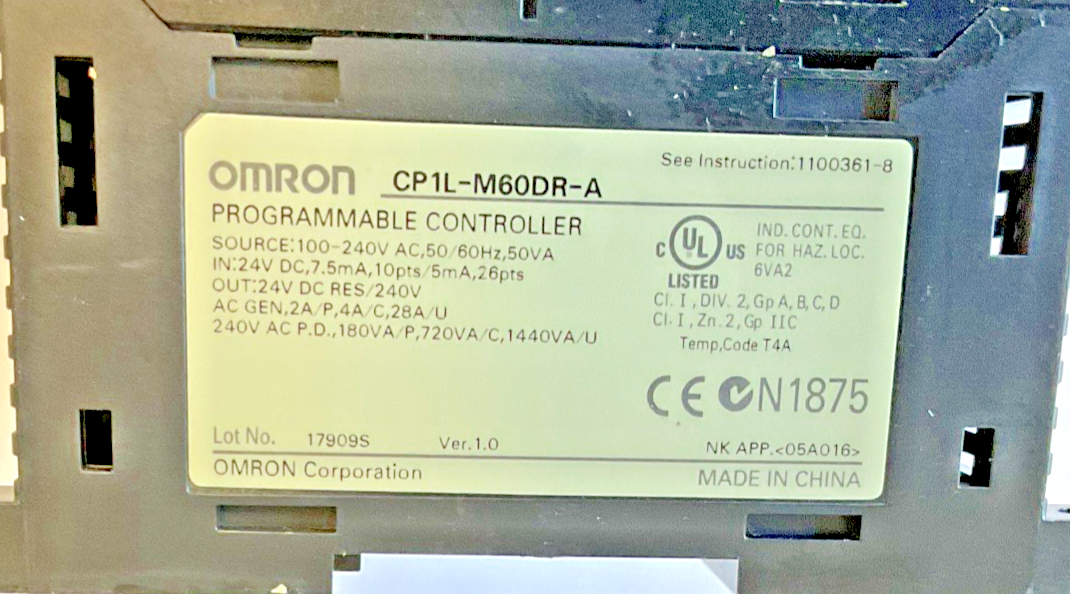 See Instruction:1100361-8
OMRON CP1L-M60DR-A
PROGRAMMABLE CONTROLLER
SOURCE:100-240V AC,50/60Hz,50VA
IN:24V DC,7.5mA,10pts/5mA,26pts
OUT:24V DC RES/240V
AC GEN,2A/P,4A/C,28A/U
240V AC P.D.,180VA/P,720VA/C,1440VA/U
C UL US
LISTED
IND. CONT. EQ.
FOR HAZ. LOC.
6VA2
Cl. I , DIV. 2, Gp A, B, C, D
Cl. I , Zn. 2, Gp IIC
Temp,Code T4A
CE N1875
Lot No. 17909S Ver.1.0 NK APP.<05A016>
OMRON Corporation MADE IN CHINA